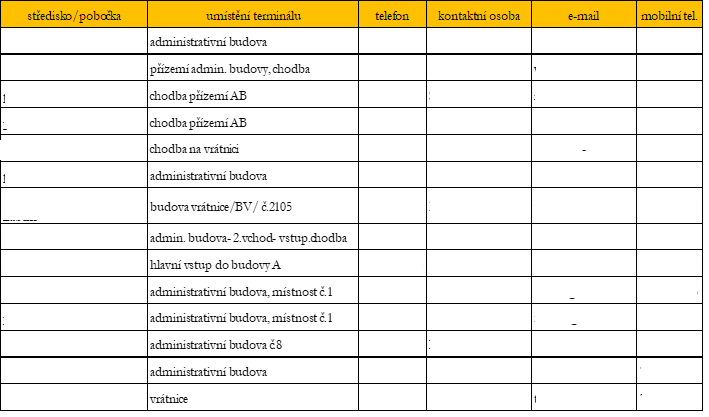 středisko/pobočka umístění terminálu telefon kontaktní osoba e-mail mobilní tel.
administrativní budova
přízemí admin. budovy, chodba
chodba přízemí AB
chodba přízemí AB
chodba na vrátnici -
administrativní budova
budova vrátnice/BV/ č.2105
admin. budova- 2.vchod- vstup.chodba
hlavní vstup do budovy A
administrativní budova, místnost č.1
administrativní budova, místnost č.1
administrativní budova č8
administrativní budova
vrátnice